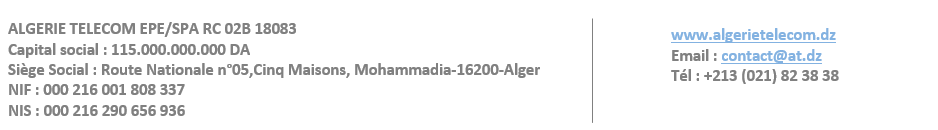 ALGERIE TELECOM EPE/SPA RC 02B 18083
Capital social : 115.000.000.000 DA
Siège Social : Route Nationale n°05,Cinq Maisons, Mohammadia-16200-Alger
NIF : 000 216 001 808 337
NIS : 000 216 290 656 936
www.algerietelecom.dz
Email : contact@at.dz
Tél : +213 (021) 82 38 38